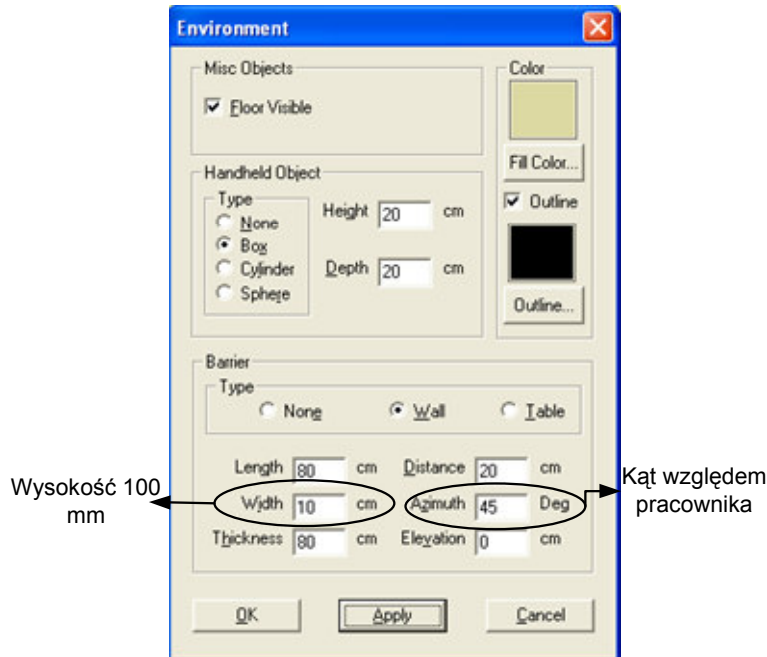 Environment
Misc Objects
Floor Visible
Color
Fill Color...
Outline
Outline...
Handheld Object
Type
None
Box
Cylinder
Sphere
Height 20 cm
Depth 20 cm
Barrier
Type
None Wall Table
Length 80 cm Distance 20 cm
Width 10 cm Azimuth 45 Deg
Thickness 80 cm Elevation 0 cm
Wysokość 100
mm
Kąt względem
pracownika
OK Apply Cancel